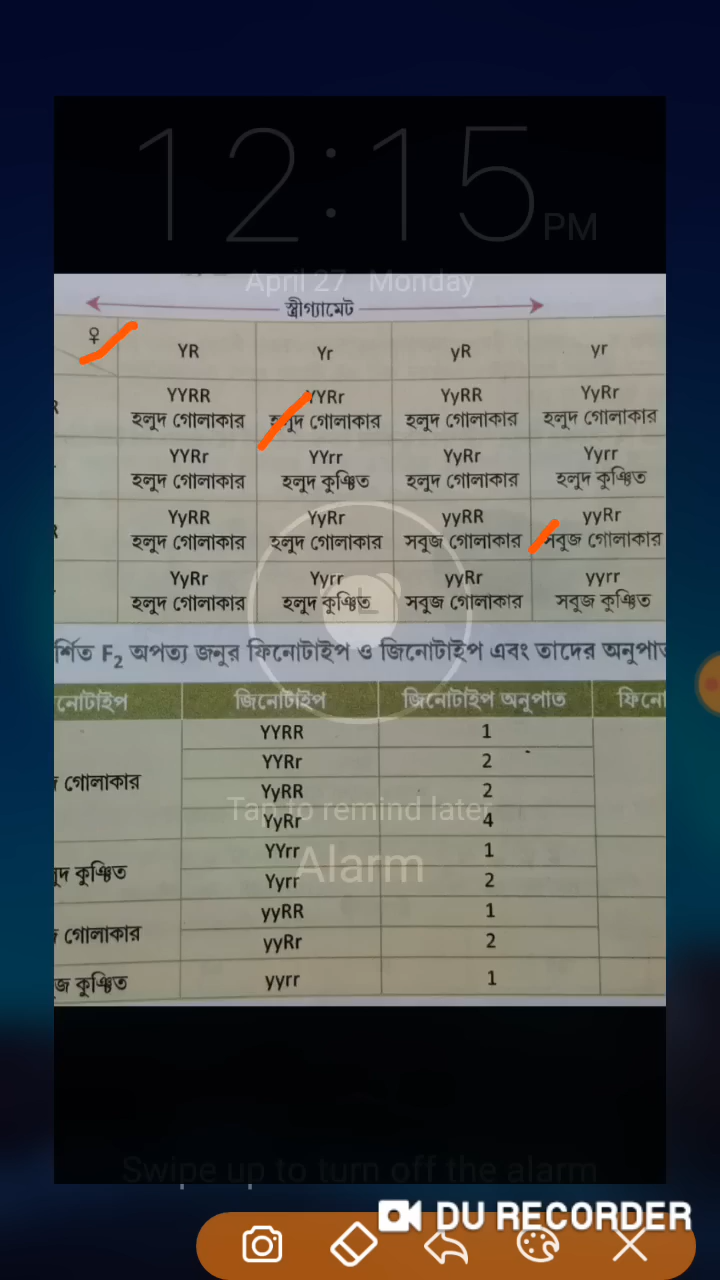 12:15 PM
April 27 Monday
স্ত্রীগ্যামেট
♀ YR Yr yR yr
YYRR YYRr YyRR YyRr
হলুদ গোলাকার হলুদ গোলাকার হলুদ গোলাকার হলুদ গোলাকার
YYRr YYrr YyRr Yyrr
হলুদ গোলাকার হলুদ কুঞ্চিত হলুদ গোলাকার হলুদ কুঞ্চিত
YyRR YyRr yyRR yyRr
হলুদ গোলাকার হলুদ গোলাকার সবুজ গোলাকার সবুজ গোলাকার
YyRr Yyrr yyRr yyrr
হলুদ গোলাকার হলুদ কুঞ্চিত সবুজ গোলাকার সবুজ কুঞ্চিত
র্শিত F₂ অপত্য জনুর ফিনোটাইপ ও জিনোটাইপ এবং তাদের অনুপাত
নোটাইপ জিনোটাইপ জিনোটাইপ অনুপাত ফিনো
YYRR 1
YYRr 2
গোলাকার YyRR 2
Tap to remind later
YyRr 4
YYrr 1
Alarm
কুঞ্চিত Yyrr 2
yyRR 1
গোলাকার yyRr 2
কুঞ্চিত yyrr 1
Swipe up to turn off the alarm
DU RECORDER